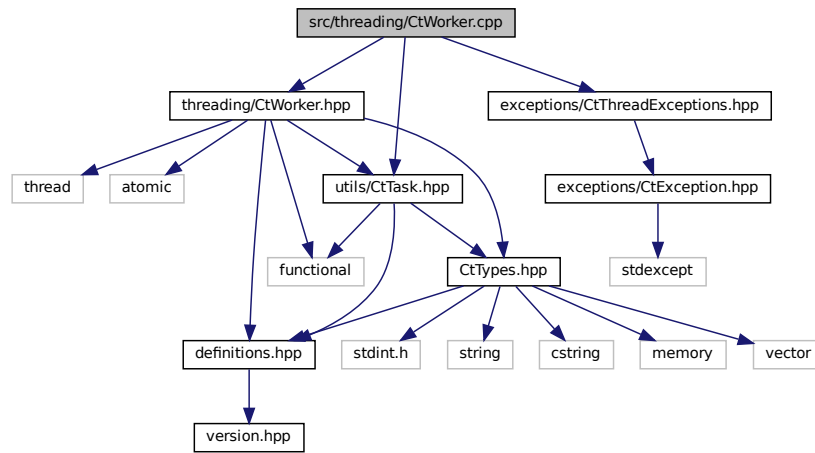 src/threading/CtWorker.cpp
threading/CtWorker.hpp
exceptions/CtThreadExceptions.hpp
thread
atomic
utils/CtTask.hpp
exceptions/CtException.hpp
functional
CtTypes.hpp
stdexcept
definitions.hpp
stdint.h
string
cstring
memory
vector
version.hpp